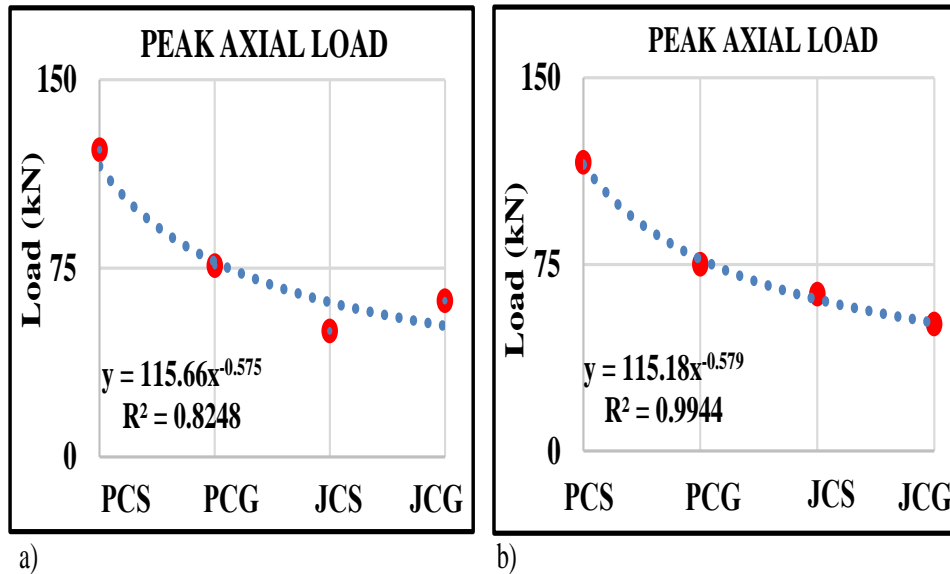 PEAK AXIAL LOAD
150
75
0
Load (kN)
y = 115.66x^-0.575
R² = 0.8248
PCS PCG JCS JCG
a)
PEAK AXIAL LOAD
150
75
0
Load (kN)
y = 115.18x^-0.579
R² = 0.9944
PCS PCG JCS JCG
b)